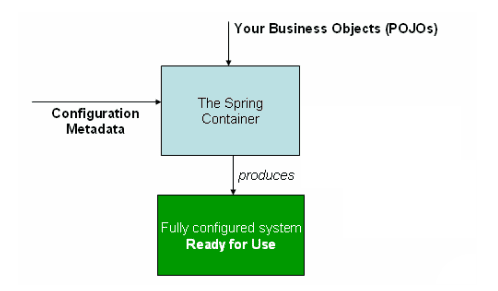 Your Business Objects (POJOs)
The Spring
Container
Configuration
Metadata
produces
Fully configured system
Ready for Use